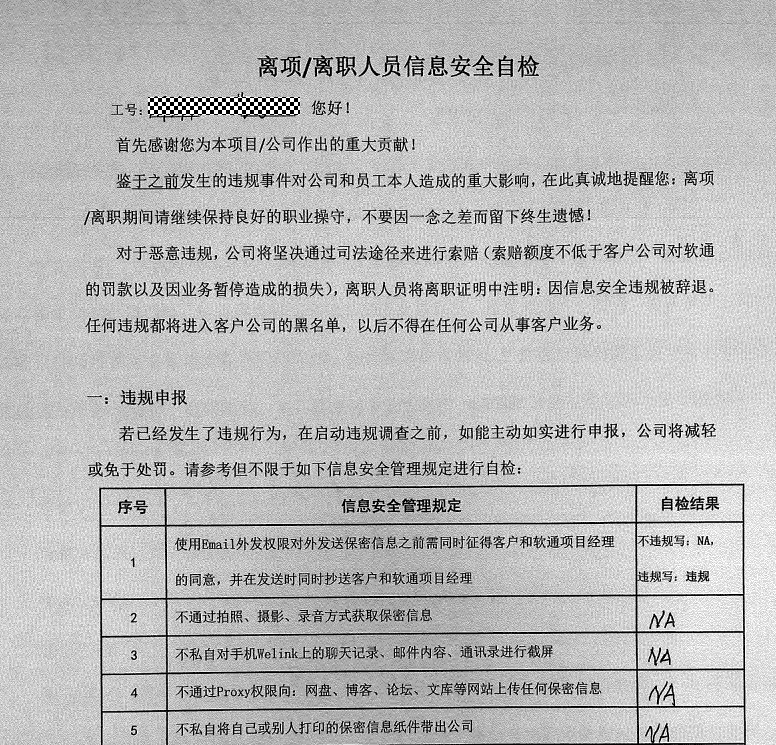 离项/离职人员信息安全自检
工号: 您好!
首先感谢您为本项目/公司作出的重大贡献!
鉴于之前发生的违规事件对公司和员工本人造成的重大影响,在此真诚地提醒您:离项
/离职期间请继续保持良好的职业操守,不要因一念之差而留下终生遗憾!
对于恶意违规,公司将坚决通过司法途径来进行索赔(索赔额度不低于客户公司对软通
的罚款以及因业务暂停造成的损失),离职人员将离职证明中注明:因信息安全违规被辞退。
任何违规都将进入客户公司的黑名单,以后不得在任何公司从事客户业务。
一:违规申报
若已经发生了违规行为,在启动违规调查之前,如能主动如实进行申报,公司将减轻
或免于处罚。请参考但不限于如下信息安全管理规定进行自检:
序号 信息安全管理规定 自检结果
使用Email外发权限对外发送保密信息之前需同时征得客户和软通项目经理 不违规写:NA,
1
的同意,并在发送时同时抄送客户和软通项目经理 违规写:违规
2 不通过拍照、摄影、录音方式获取保密信息 NA
3 不私自对手机Welink上的聊天记录、邮件内容、通讯录进行截屏 NA
4 不通过Proxy权限向:网盘、博客、论坛、文库等网站上传任何保密信息 NA
5 不私自将自己或别人打印的保密信息纸件带出公司 NA